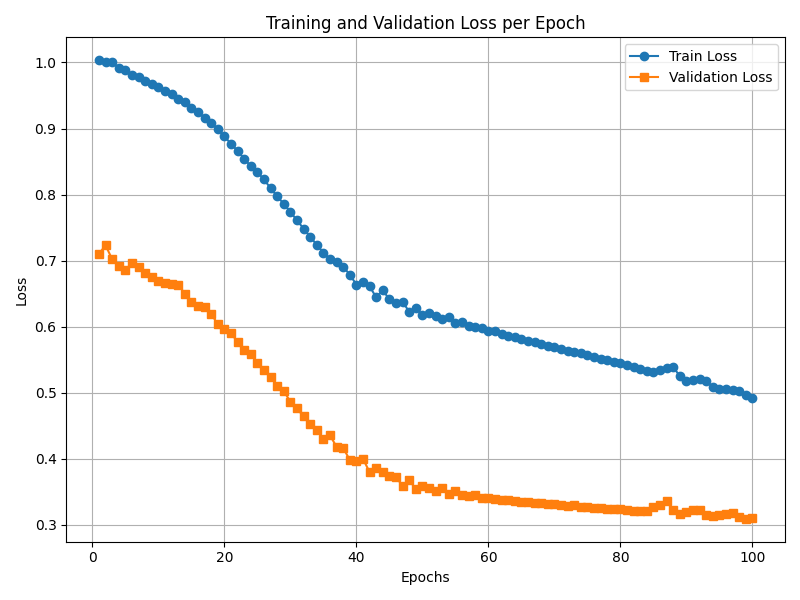 Training and Validation Loss per Epoch
Train Loss
Validation Loss
1.0
0.9
0.8
0.7
0.6
0.5
0.4
0.3
Loss
0 20 40 60 80 100
Epochs